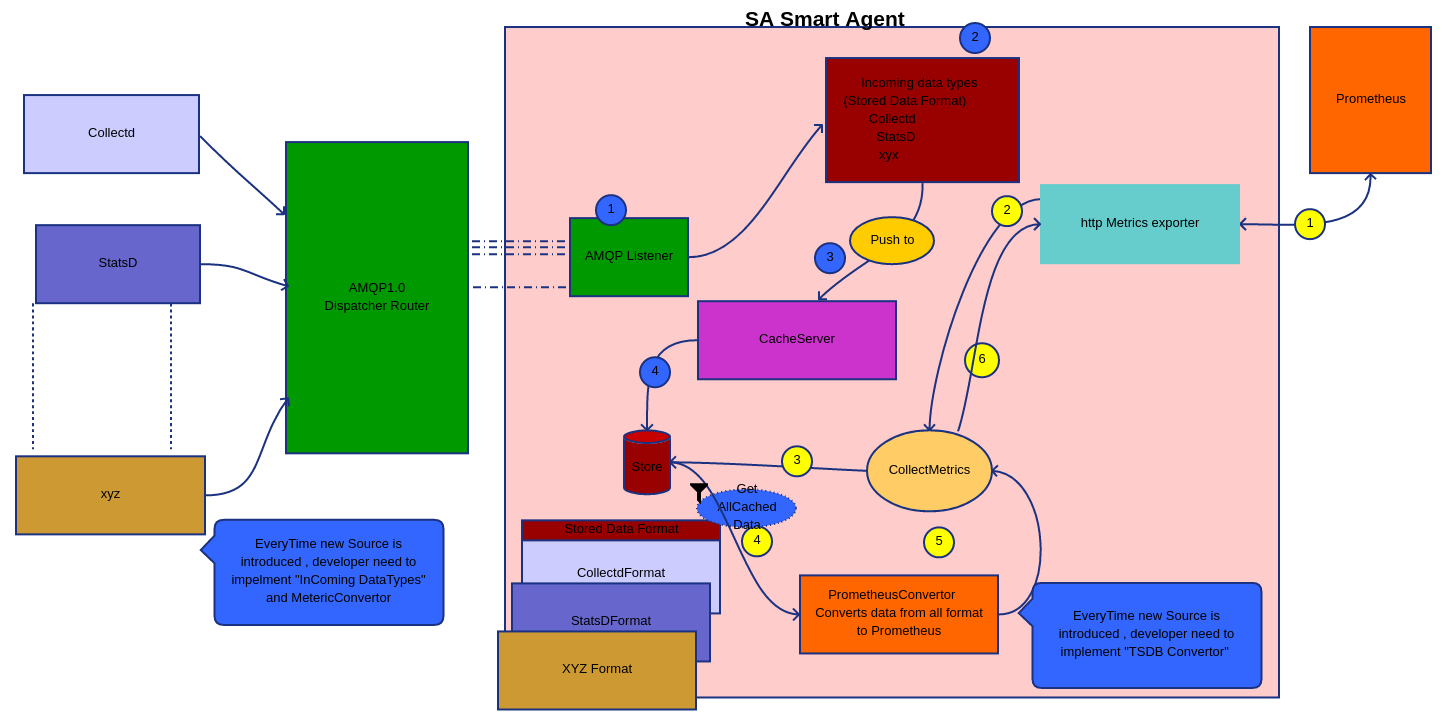 SA Smart Agent
2
Incoming data types
(Stored Data Format)
Collectd
StatsD
xyx
Prometheus
Collectd
1
AMQP Listener
Push to
3
2
http Metrics exporter
1
StatsD
AMQP1.0
Dispatcher Router
CacheServer
4
6
Store
3
CollectMetrics
Get
AllCached
Data
4
5
xyz
Stored Data Format
CollectdFormat
StatsDFormat
XYZ Format
EveryTime new Source is
introduced , developer need to
impelment "InComing DataTypes"
and MetericConvertor
PrometheusConvertor
Converts data from all format
to Prometheus
EveryTime new Source is
introduced , developer need to
implement "TSDB Convertor"